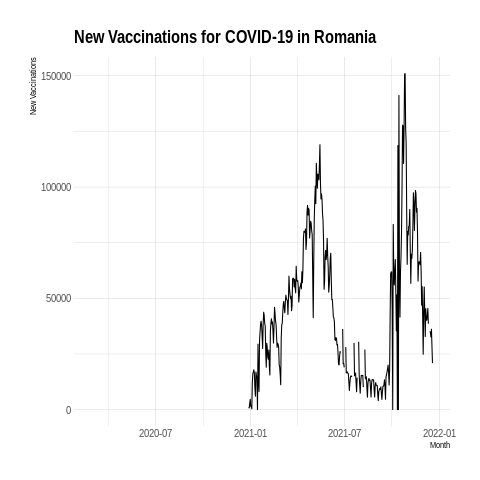 New Vaccinations for COVID-19 in Romania
New Vaccinations
150000
100000
50000
0
2020-07
2021-01
2021-07
2022-01
Month